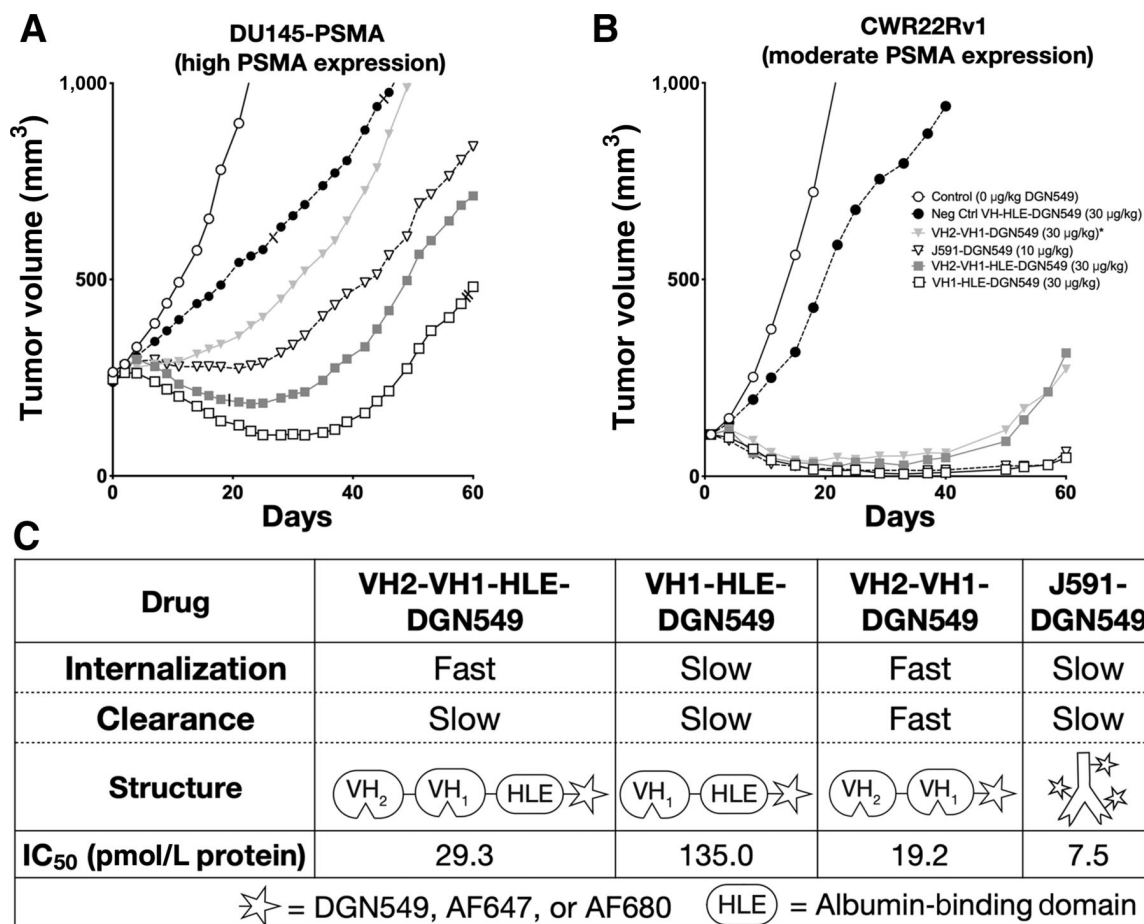 A
DU145-PSMA
(high PSMA expression)
Tumor volume (mm³)
1,000
500
0
0 20 40 60
Days
B
CWR22Rv1
(moderate PSMA expression)
Tumor volume (mm³)
1,000
500
0
0 20 40 60
Days
Control (0 µg/kg DGN549)
Neg Ctrl VH-HLE-DGN549 (30 µg/kg)
VH2-VH1-DGN549 (30 µg/kg)*
J591-DGN549 (10 µg/kg)
VH2-VH1-HLE-DGN549 (30 µg/kg)
VH1-HLE-DGN549 (30 µg/kg)
C
Drug
VH2-VH1-HLE-
DGN549
VH1-HLE-
DGN549
VH2-VH1-
DGN549
J591-
DGN549
Internalization Fast Slow Fast Slow
Clearance Slow Slow Fast Slow
Structure VH₂ VH₁ HLE VH₁ HLE VH₂ VH₁
IC₅₀ (pmol/L protein) 29.3 135.0 19.2 7.5
= DGN549, AF647, or AF680 HLE = Albumin-binding domain